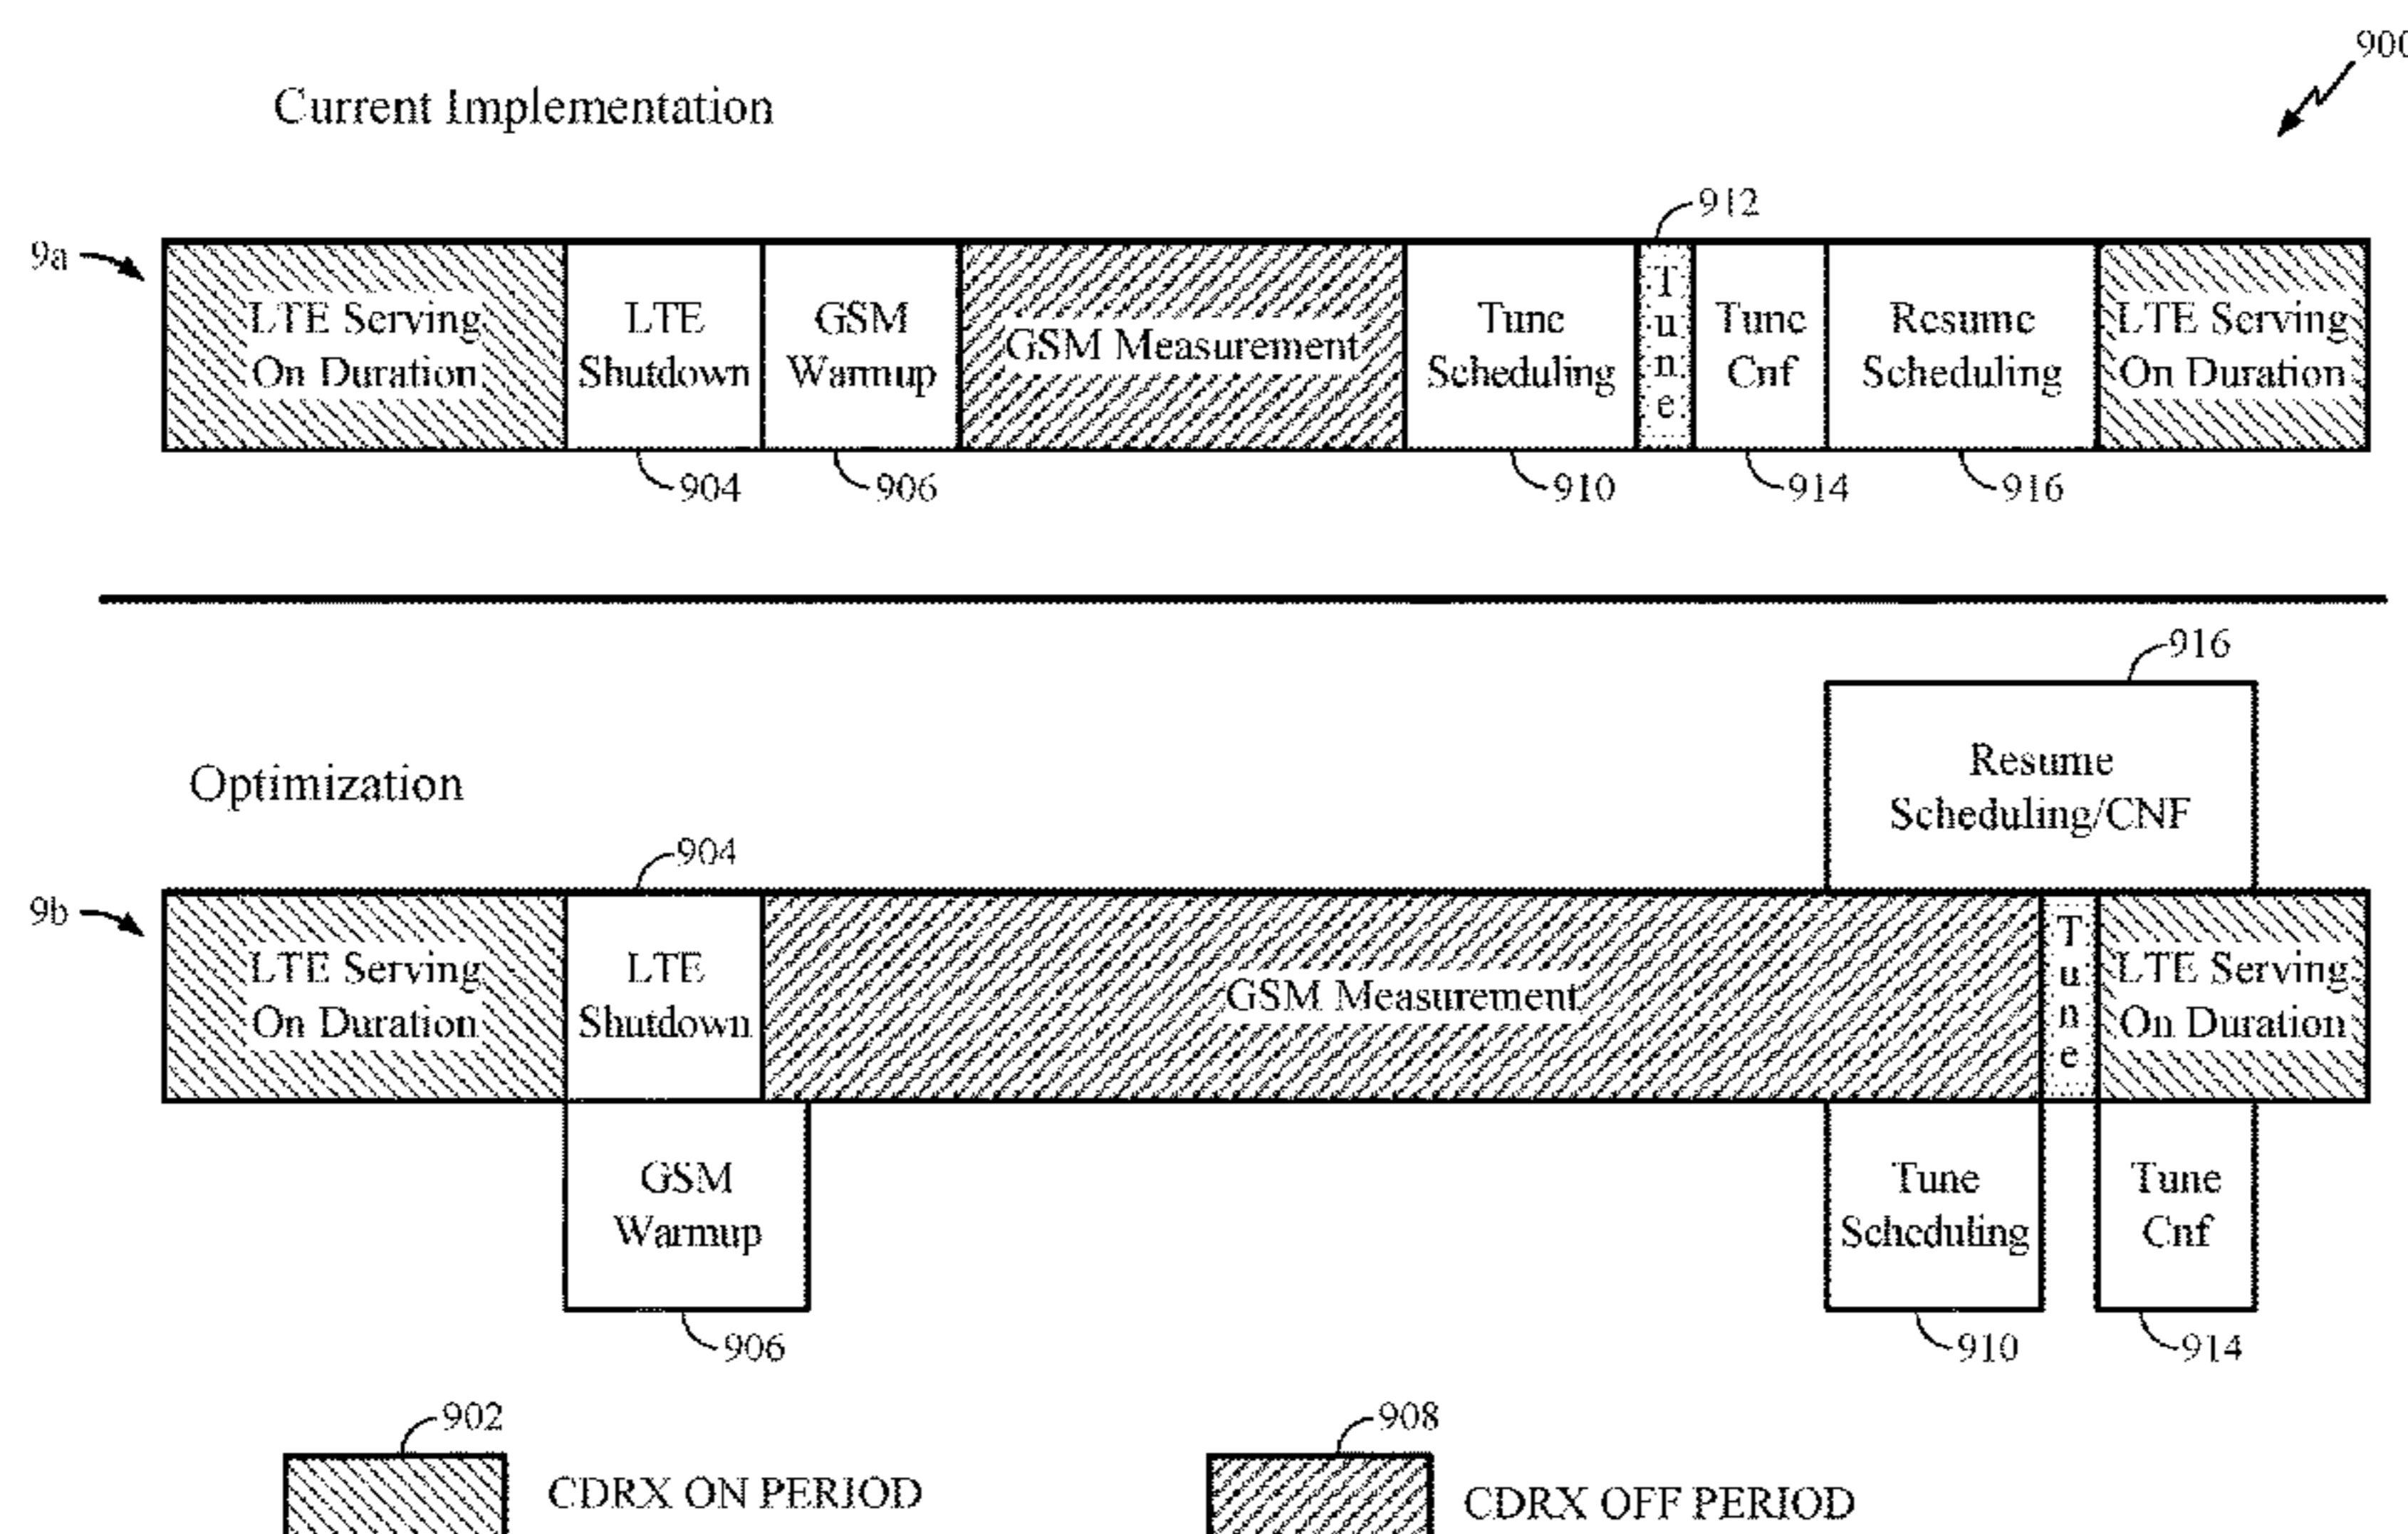 900
Current Implementation
912
9a
LTE Serving
On Duration
LTE
Shutdown
GSM
Warmup
GSM Measurement
Tune
Scheduling
Tune
Tune
Cnf
Resume
Scheduling
LTE Serving
On Duration
904
906
910
914
916
916
Resume
Scheduling/CNF
Optimization
904
9b
LTE Serving
On Duration
LTE
Shutdown
GSM Measurement
Tune
LTE Serving
On Duration
GSM
Warmup
Tune
Scheduling
Tune
Cnf
906
910
914
902
CDRX ON PERIOD
908
CDRX OFF PERIOD